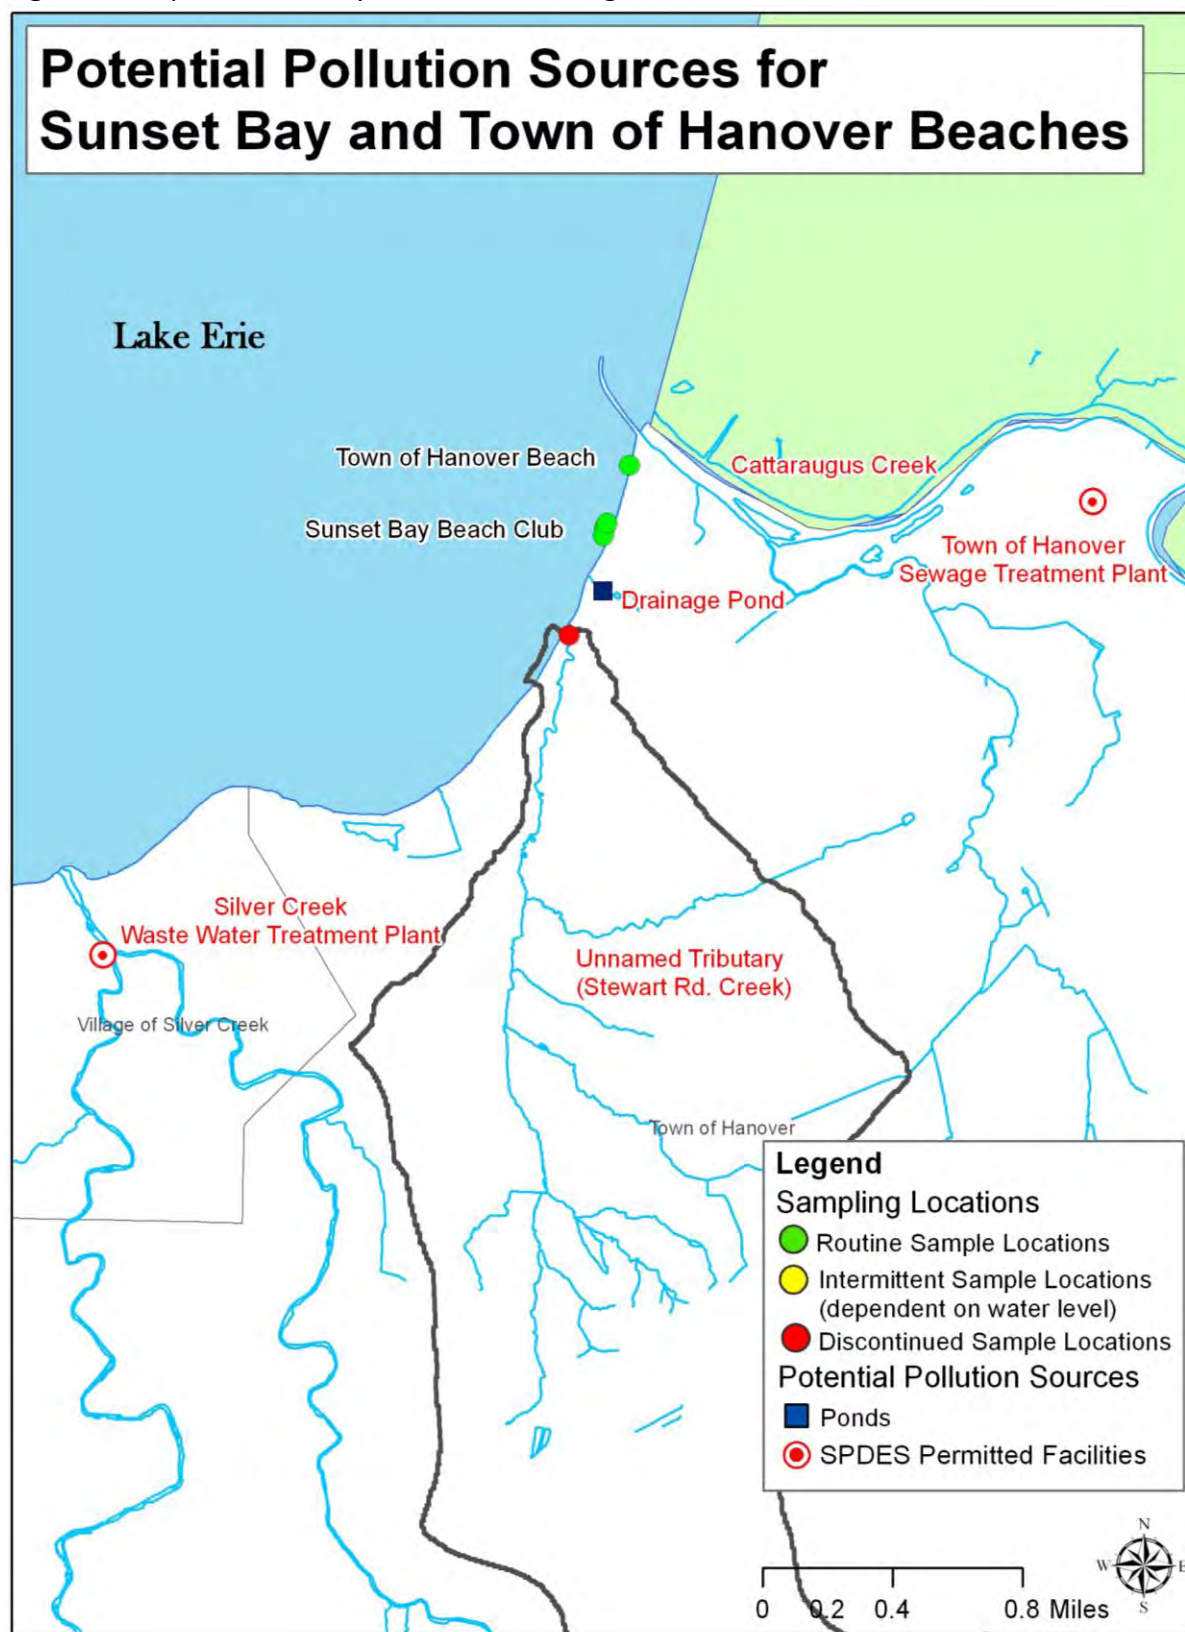 Potential Pollution Sources for
Sunset Bay and Town of Hanover Beaches
Lake Erie
Town of Hanover Beach
Cattaraugus Creek
Sunset Bay Beach Club
Town of Hanover
Sewage Treatment Plant
Drainage Pond
Silver Creek
Waste Water Treatment Plant
Unnamed Tributary
(Stewart Rd. Creek)
Village of Silver Creek
Town of Hanover
Legend
Sampling Locations
Routine Sample Locations
Intermittent Sample Locations
(dependent on water level)
Discontinued Sample Locations
Potential Pollution Sources
Ponds
SPDES Permitted Facilities
N
W E
S
0 0.2 0.4 0.8 Miles